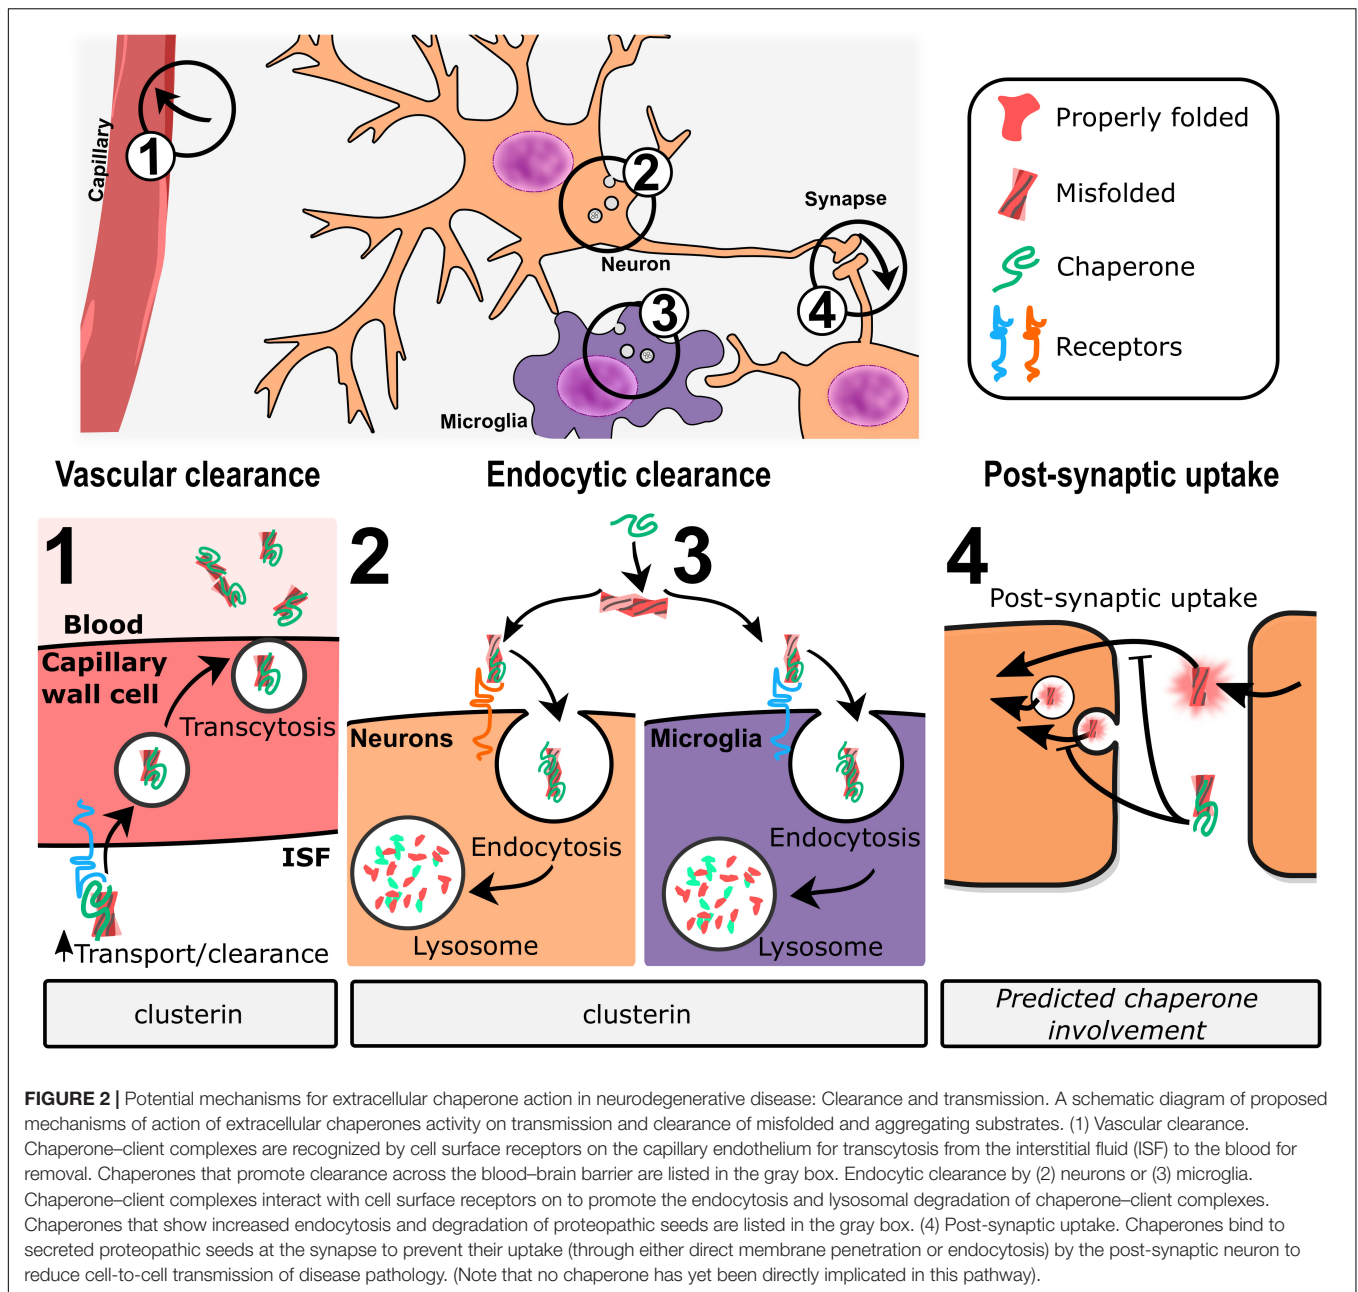 Capillary
1
2
Neuron
Synapse
3
4
Microglia
Properly folded
Misfolded
Chaperone
Receptors
Vascular clearance
Endocytic clearance
Post-synaptic uptake
1
Blood
Capillary
wall cell
Transcytosis
ISF
Transport/clearance
clusterin
2
3
Neurons
Endocytosis
Lysosome
Microglia
Endocytosis
Lysosome
clusterin
4
Post-synaptic uptake
Predicted chaperone
involvement
FIGURE 2 | Potential mechanisms for extracellular chaperone action in neurodegenerative disease: Clearance and transmission. A schematic diagram of proposed
mechanisms of action of extracellular chaperones activity on transmission and clearance of misfolded and aggregating substrates. (1) Vascular clearance.
Chaperone–client complexes are recognized by cell surface receptors on the capillary endothelium for transcytosis from the interstitial fluid (ISF) to the blood for
removal. Chaperones that promote clearance across the blood–brain barrier are listed in the gray box. Endocytic clearance by (2) neurons or (3) microglia.
Chaperone–client complexes interact with cell surface receptors on to promote the endocytosis and lysosomal degradation of chaperone–client complexes.
Chaperones that show increased endocytosis and degradation of proteopathic seeds are listed in the gray box. (4) Post-synaptic uptake. Chaperones bind to
secreted proteopathic seeds at the synapse to prevent their uptake (through either direct membrane penetration or endocytosis) by the post-synaptic neuron to
reduce cell-to-cell transmission of disease pathology. (Note that no chaperone has yet been directly implicated in this pathway).